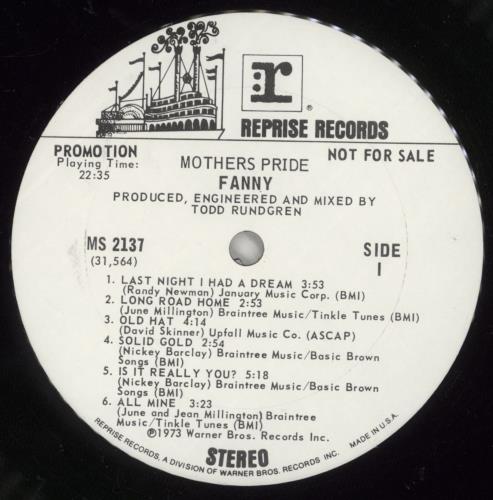 r
®
REPRISE RECORDS
PROMOTION
NOT FOR SALE
Playing Time:
22:35
MOTHERS PRIDE
FANNY
PRODUCED, ENGINEERED AND MIXED BY
TODD RUNDGREN
MS 2137
(31,564)
SIDE
1
1. LAST NIGHT I HAD A DREAM 3:53
(Randy Newman) January Music Corp. (BMI)
2. LONG ROAD HOME 2:53
(June Millington) Braintree Music/Tinkle Tunes (BMI)
3. OLD HAT 4:14
(David Skinner) Upfall Music Co. (ASCAP)
4. SOLID GOLD 2:54
(Nickey Barclay) Braintree Music/Basic Brown
Songs (BMI)
5. IS IT REALLY YOU? 5:18
(Nickey Barclay) Braintree Music/Basic Brown
Songs (BMI)
6. ALL MINE 3:23
(June and Jean Millington) Braintree
Music/Tinkle Tunes (BMI)
℗1973 Warner Bros. Records Inc.
STEREO
REPRISE RECORDS, A DIVISION OF WARNER BROS. RECORDS INC. MADE IN U.S.A.